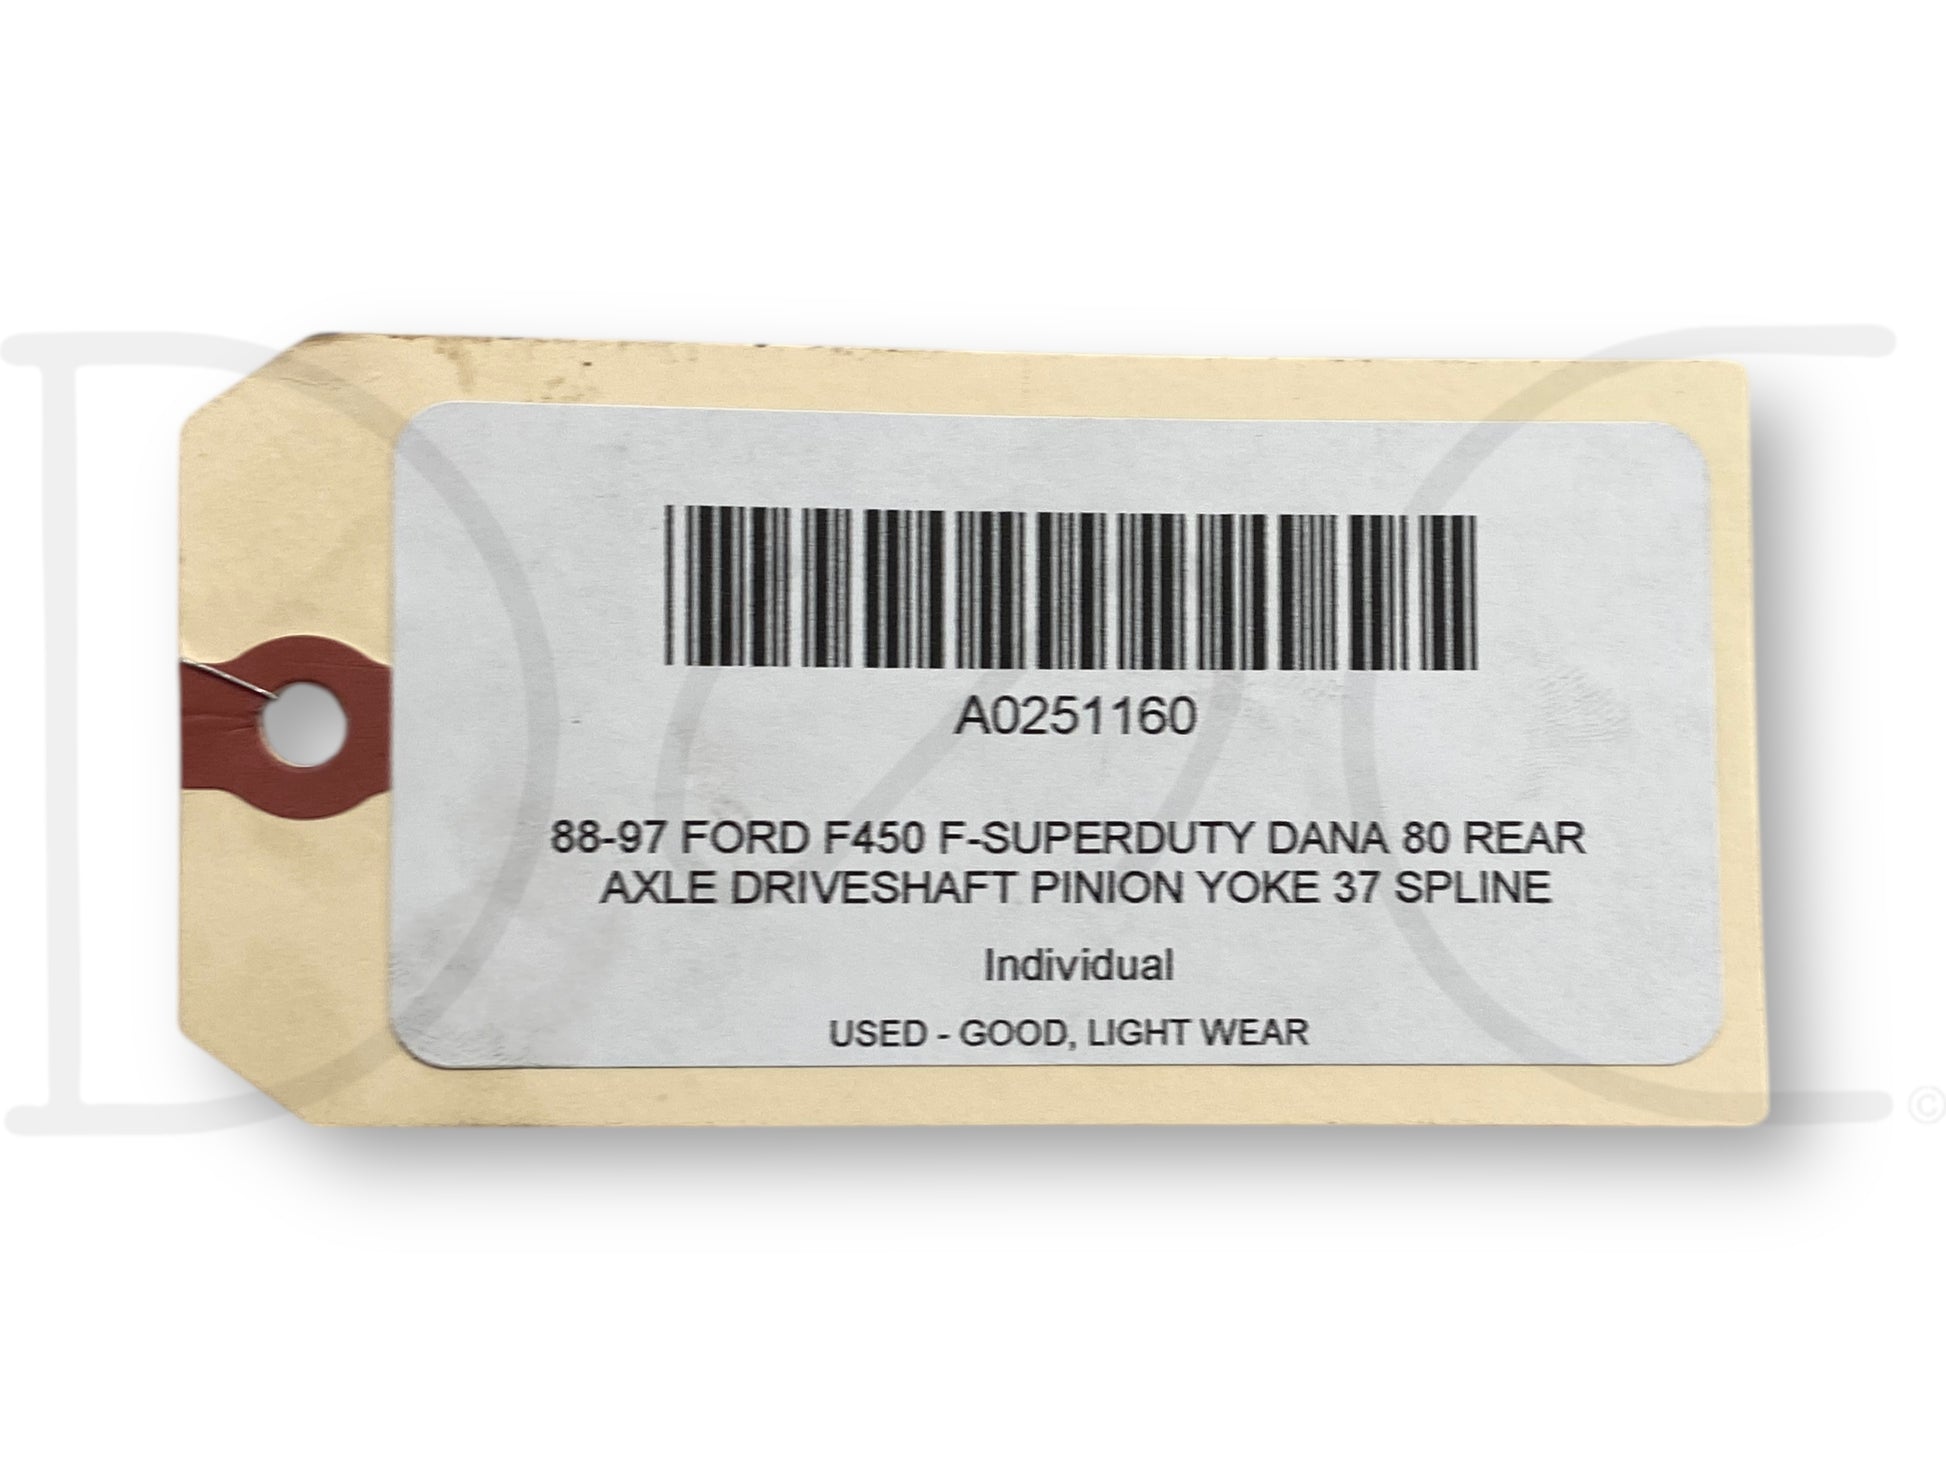 A0251160
88-97 FORD F450 F-SUPERDUTY DANA 80 REAR
AXLE DRIVESHAFT PINION YOKE 37 SPLINE
Individual
USED - GOOD, LIGHT WEAR
©